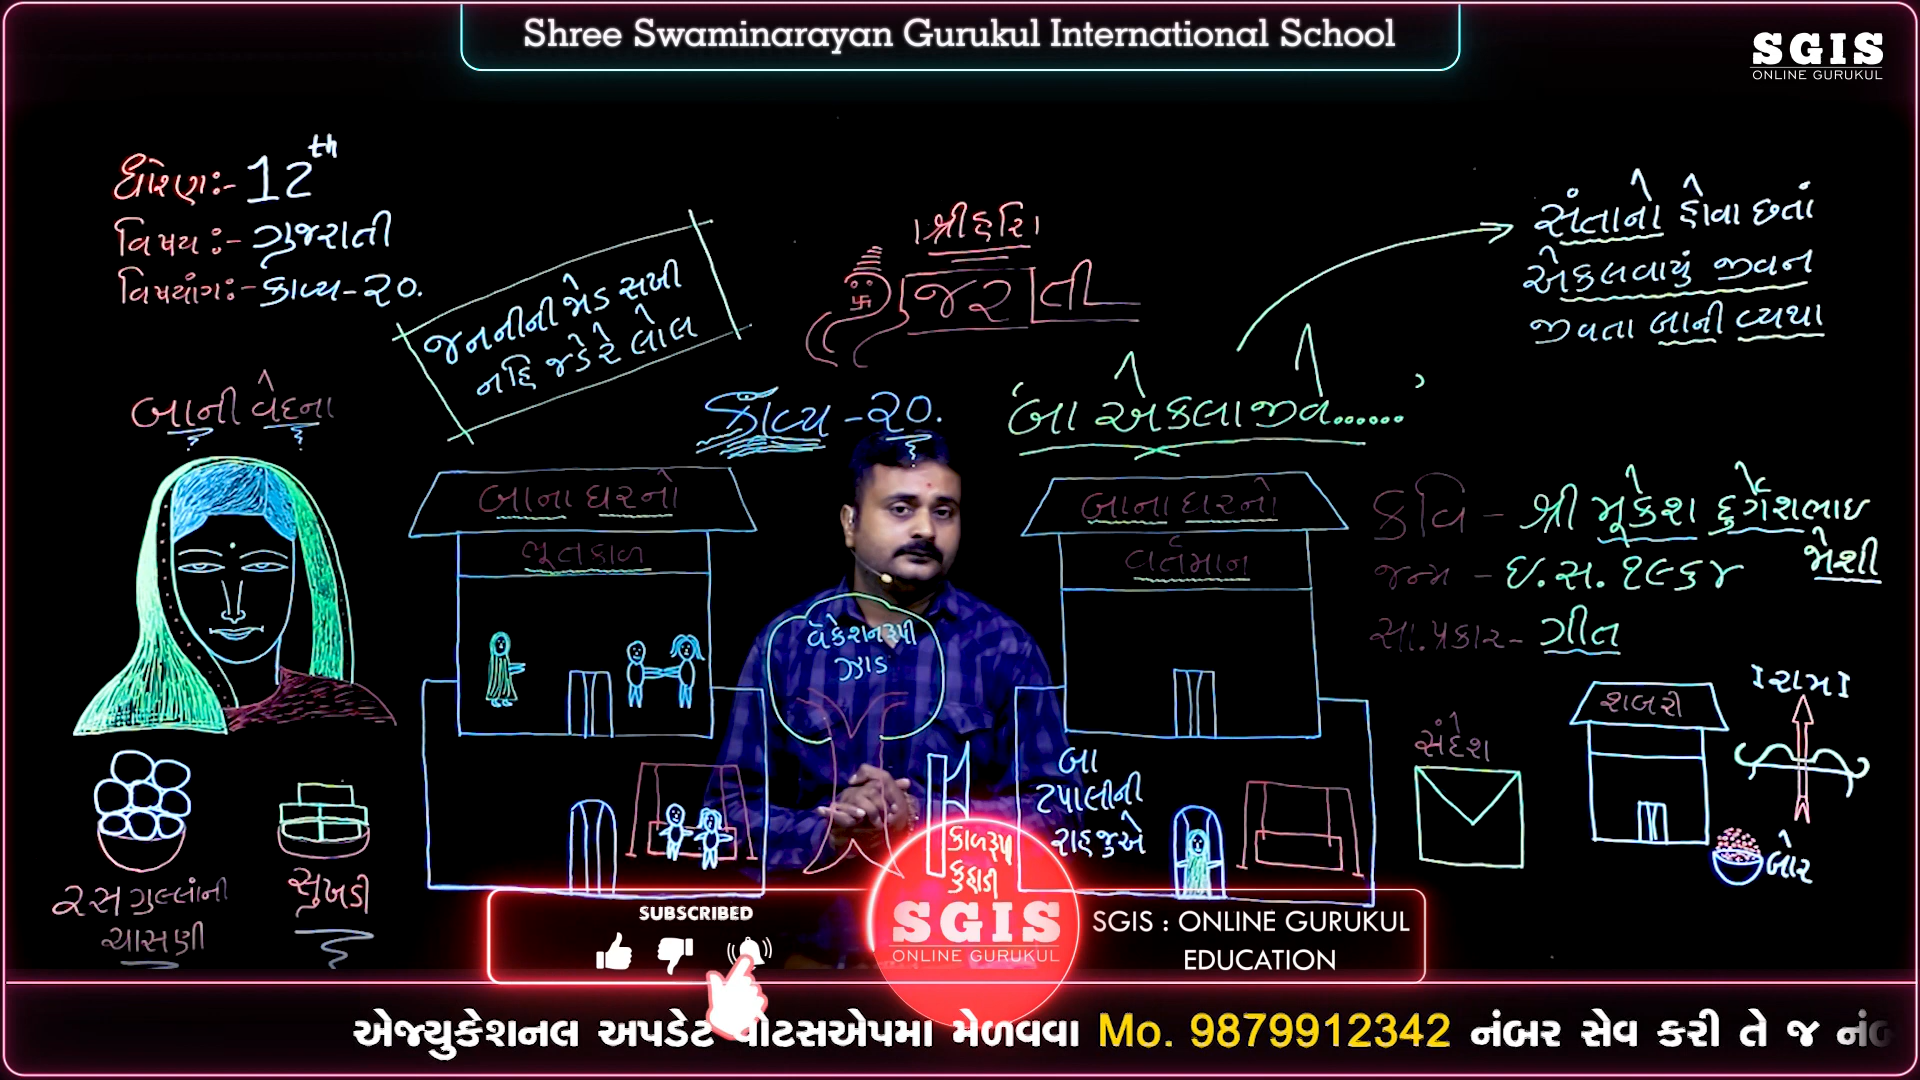 Shree Swaminarayan Gurukul International School
SGIS
ONLINE GURUKUL
ધોરણઃ- 12th
વિષયઃ- ગુજરાતી
વિષયાંગઃ- કાવ્ય-૨૦.
જનનીની જોડ સખી
નહિ જડે રે લોલ
।શ્રીહરિ।
જરાતી
સંતાનો હોવા છતાં
એકલવાયું જીવન
જીવતા બાની વ્યથા
બાની વેદના
કાવ્ય-૨૦.
'બા એકલા જીવે......'
બાના ઘરનો
ભૂતકાળ
બાના ઘરનો
વર્તમાન
કવિ - શ્રી મૂકેશ દુર્ગેશભાઇ
જોશી
જન્મ - ઇ.સ. ૧૯૬૪
સા.પ્રકાર- ગીત
વૅકેશનરૂપી
ઝાડ
કાળરૂપ
કુહાડી
બા
ટપાલીની
રાહજુએ
સંદેશ
શબરી
।રામ।
બોર
રસગુલ્લાંની
ચાસણી
સુખડી
SUBSCRIBED
SGIS
ONLINE GURUKUL
SGIS : ONLINE GURUKUL
EDUCATION
એજ્યુકેશનલ અપડેટ વોટસએપમા મેળવવા Mo. 9879912342 નંબર સેવ કરી તે જ નંબ